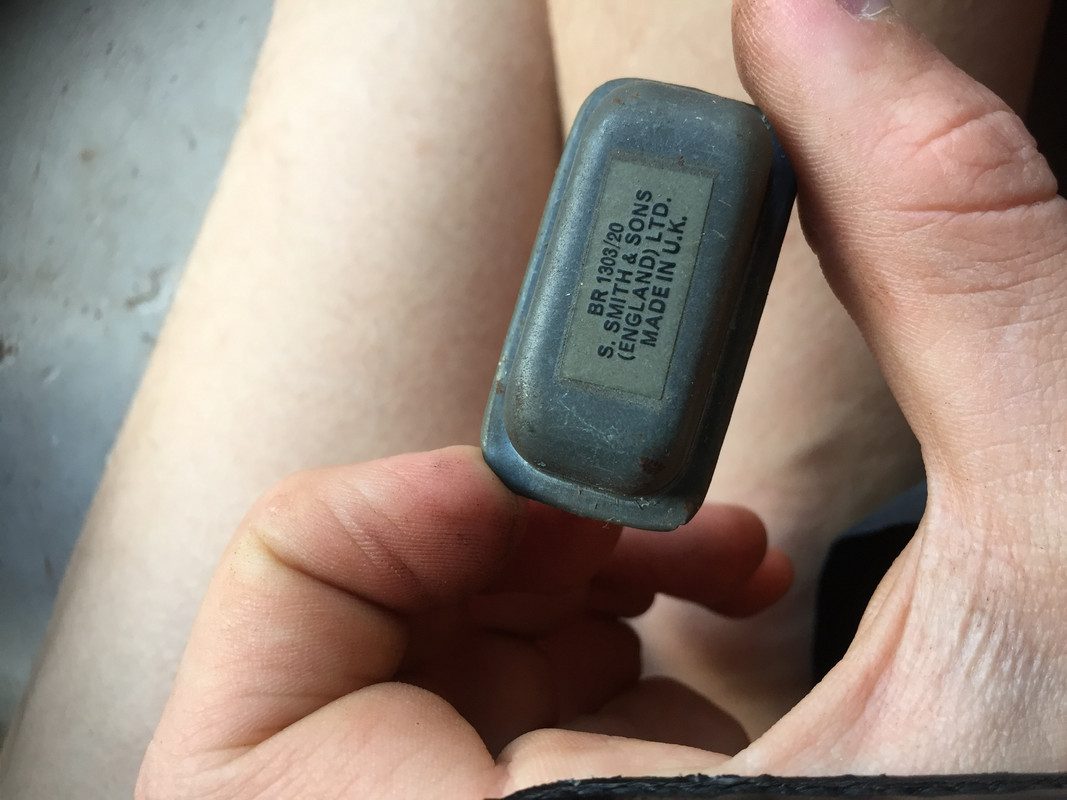 BR 1303/20
S. SMITH & SONS
(ENGLAND) LTD.
MADE IN U.K.